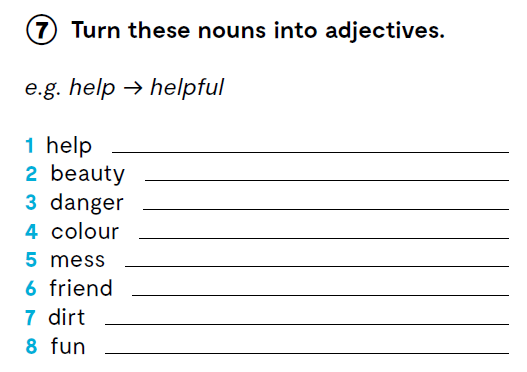 7 Turn these nouns into adjectives.
e.g. help → helpful
1 help
2 beauty
3 danger
4 colour
5 mess
6 friend
7 dirt
8 fun